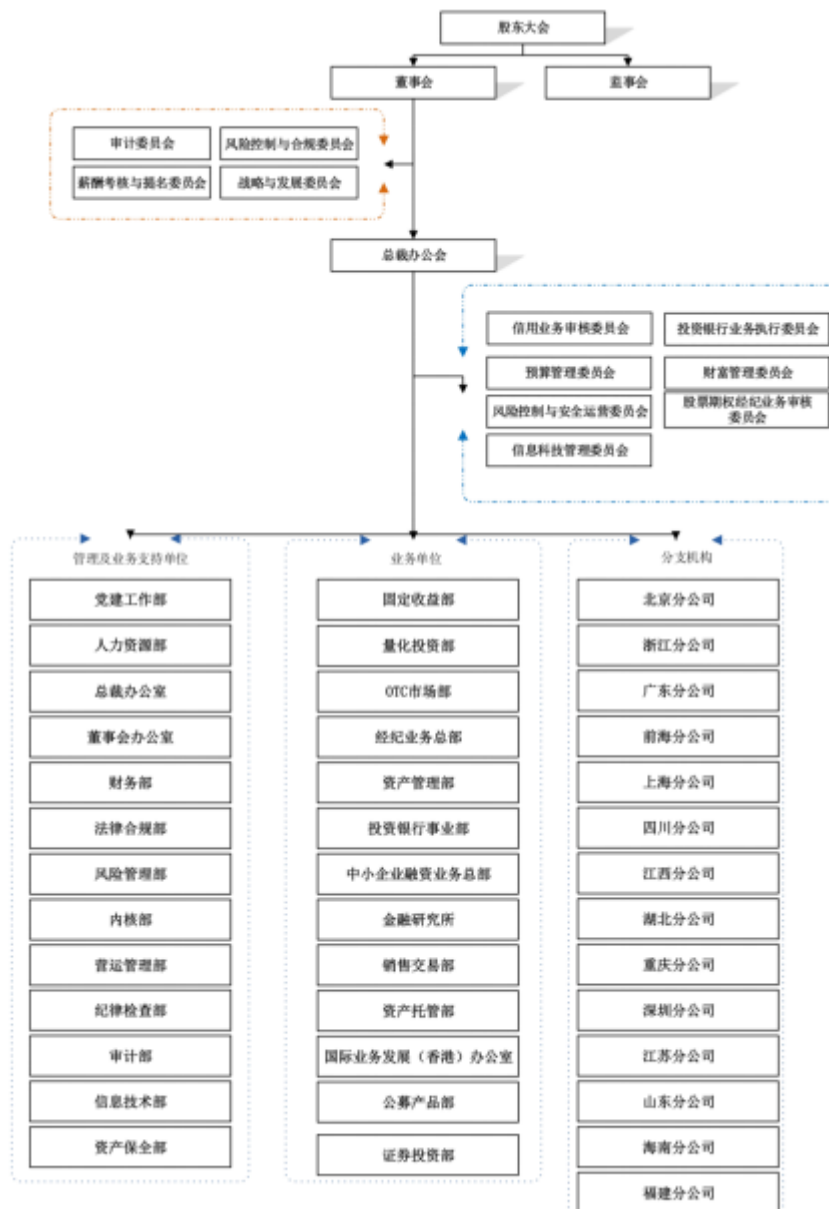 股东大会
董事会
监事会
审计委员会
风险控制与合规委员会
薪酬考核与提名委员会
战略与发展委员会
总裁办公会
信用业务审核委员会
投资银行业务执行委员会
预算管理委员会
财富管理委员会
风险控制与安全运营委员会
股票期权经纪业务审核
委员会
信息科技管理委员会
管理及业务支持单位
党建工作部
人力资源部
总裁办公室
董事会办公室
财务部
法律合规部
风险管理部
内核部
营运管理部
纪律检查部
审计部
信息技术部
资产保全部
业务单位
固定收益部
量化投资部
OTC市场部
经纪业务总部
资产管理部
投资银行事业部
中小企业融资业务总部
金融研究所
销售交易部
资产托管部
国际业务发展（香港）办公室
公募产品部
证券投资部
分支机构
北京分公司
浙江分公司
广东分公司
前海分公司
上海分公司
四川分公司
江西分公司
湖北分公司
重庆分公司
深圳分公司
江苏分公司
山东分公司
海南分公司
福建分公司